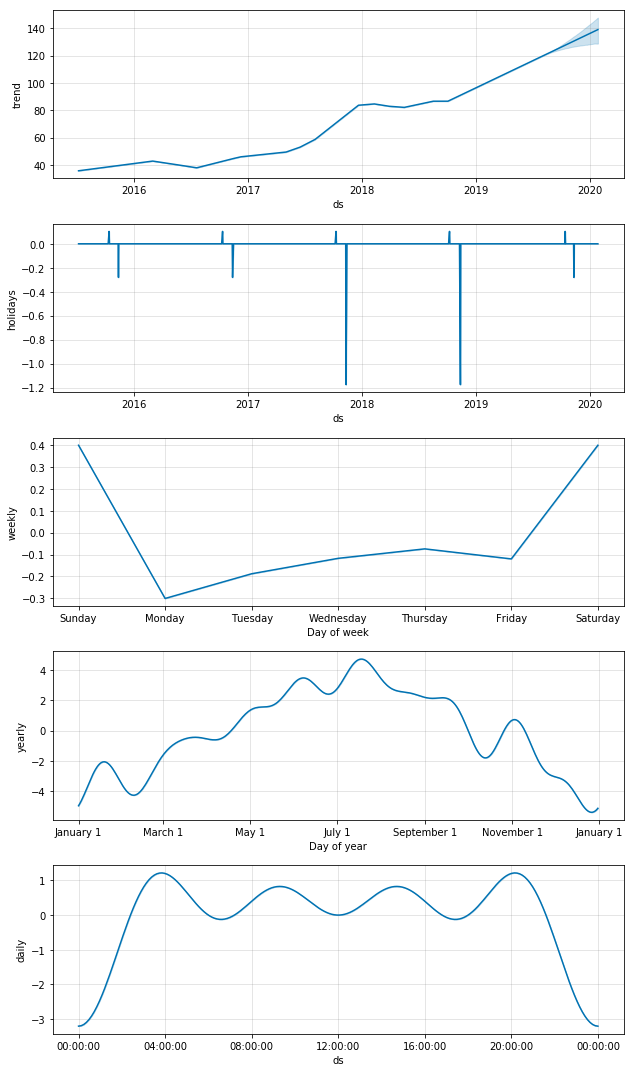 140
120
100
80
60
40
trend
2016 2017 2018 2019 2020
ds
0.0
−0.2
−0.4
−0.6
−0.8
−1.0
−1.2
holidays
2016 2017 2018 2019 2020
ds
0.4
0.3
0.2
0.1
0.0
−0.1
−0.2
−0.3
weekly
Sunday Monday Tuesday Wednesday Thursday Friday Saturday
Day of week
4
2
0
−2
−4
yearly
January 1 March 1 May 1 July 1 September 1 November 1 January 1
Day of year
1
0
−1
−2
−3
daily
00:00:00 04:00:00 08:00:00 12:00:00 16:00:00 20:00:00 00:00:00
ds